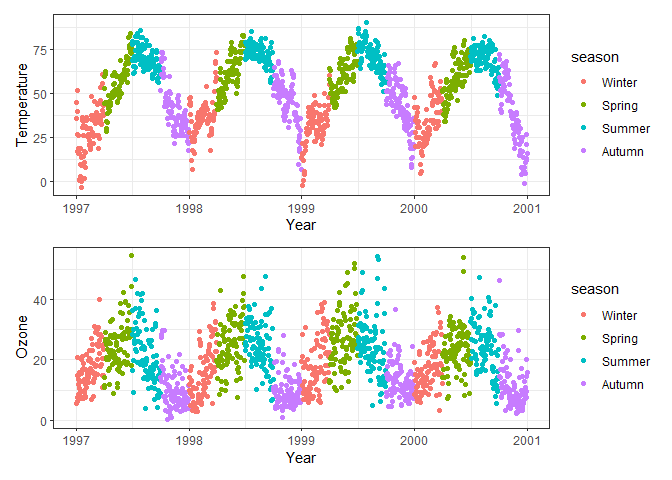 Temperature
75
50
25
0
1997
1998
1999
2000
2001
Year
season
Winter
Spring
Summer
Autumn
Ozone
40
20
0
1997
1998
1999
2000
2001
Year
season
Winter
Spring
Summer
Autumn